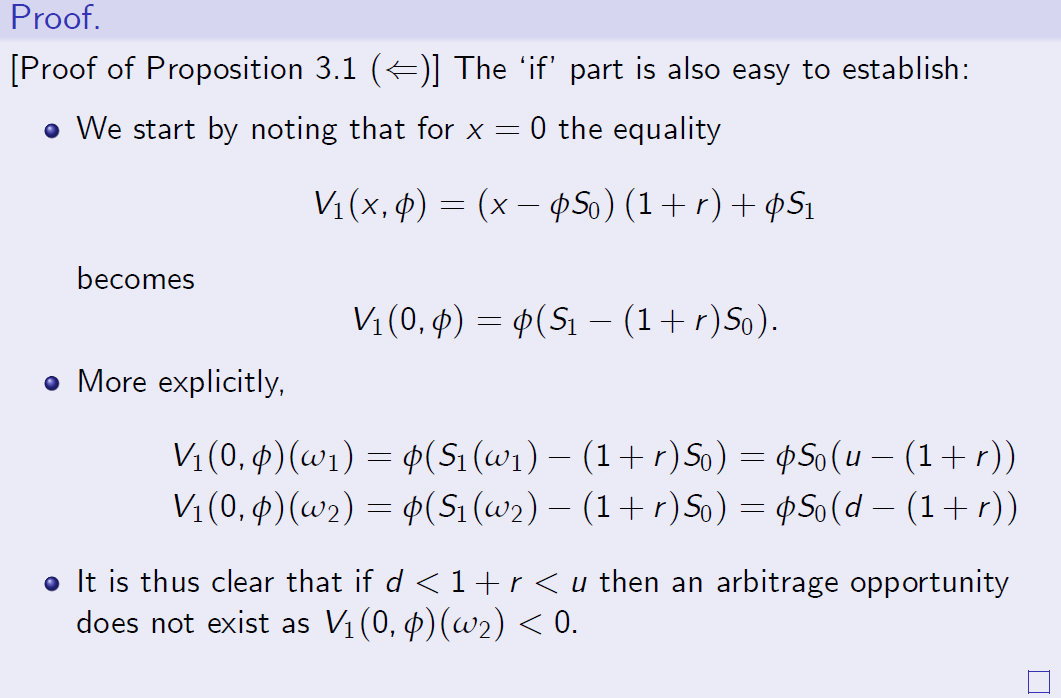 Proof.
[Proof of Proposition 3.1 (⇐)] The ‘if’ part is also easy to establish:
We start by noting that for x = 0 the equality
V₁(x, ϕ) = (x − ϕS₀) (1 + r) + ϕS₁
becomes
V₁(0, ϕ) = ϕ(S₁ − (1 + r)S₀).
More explicitly,
V₁(0, ϕ)(ω₁) = ϕ(S₁(ω₁) − (1 + r)S₀) = ϕS₀(u − (1 + r))
V₁(0, ϕ)(ω₂) = ϕ(S₁(ω₂) − (1 + r)S₀) = ϕS₀(d − (1 + r))
It is thus clear that if d < 1 + r < u then an arbitrage opportunity
does not exist as V₁(0, ϕ)(ω₂) < 0.